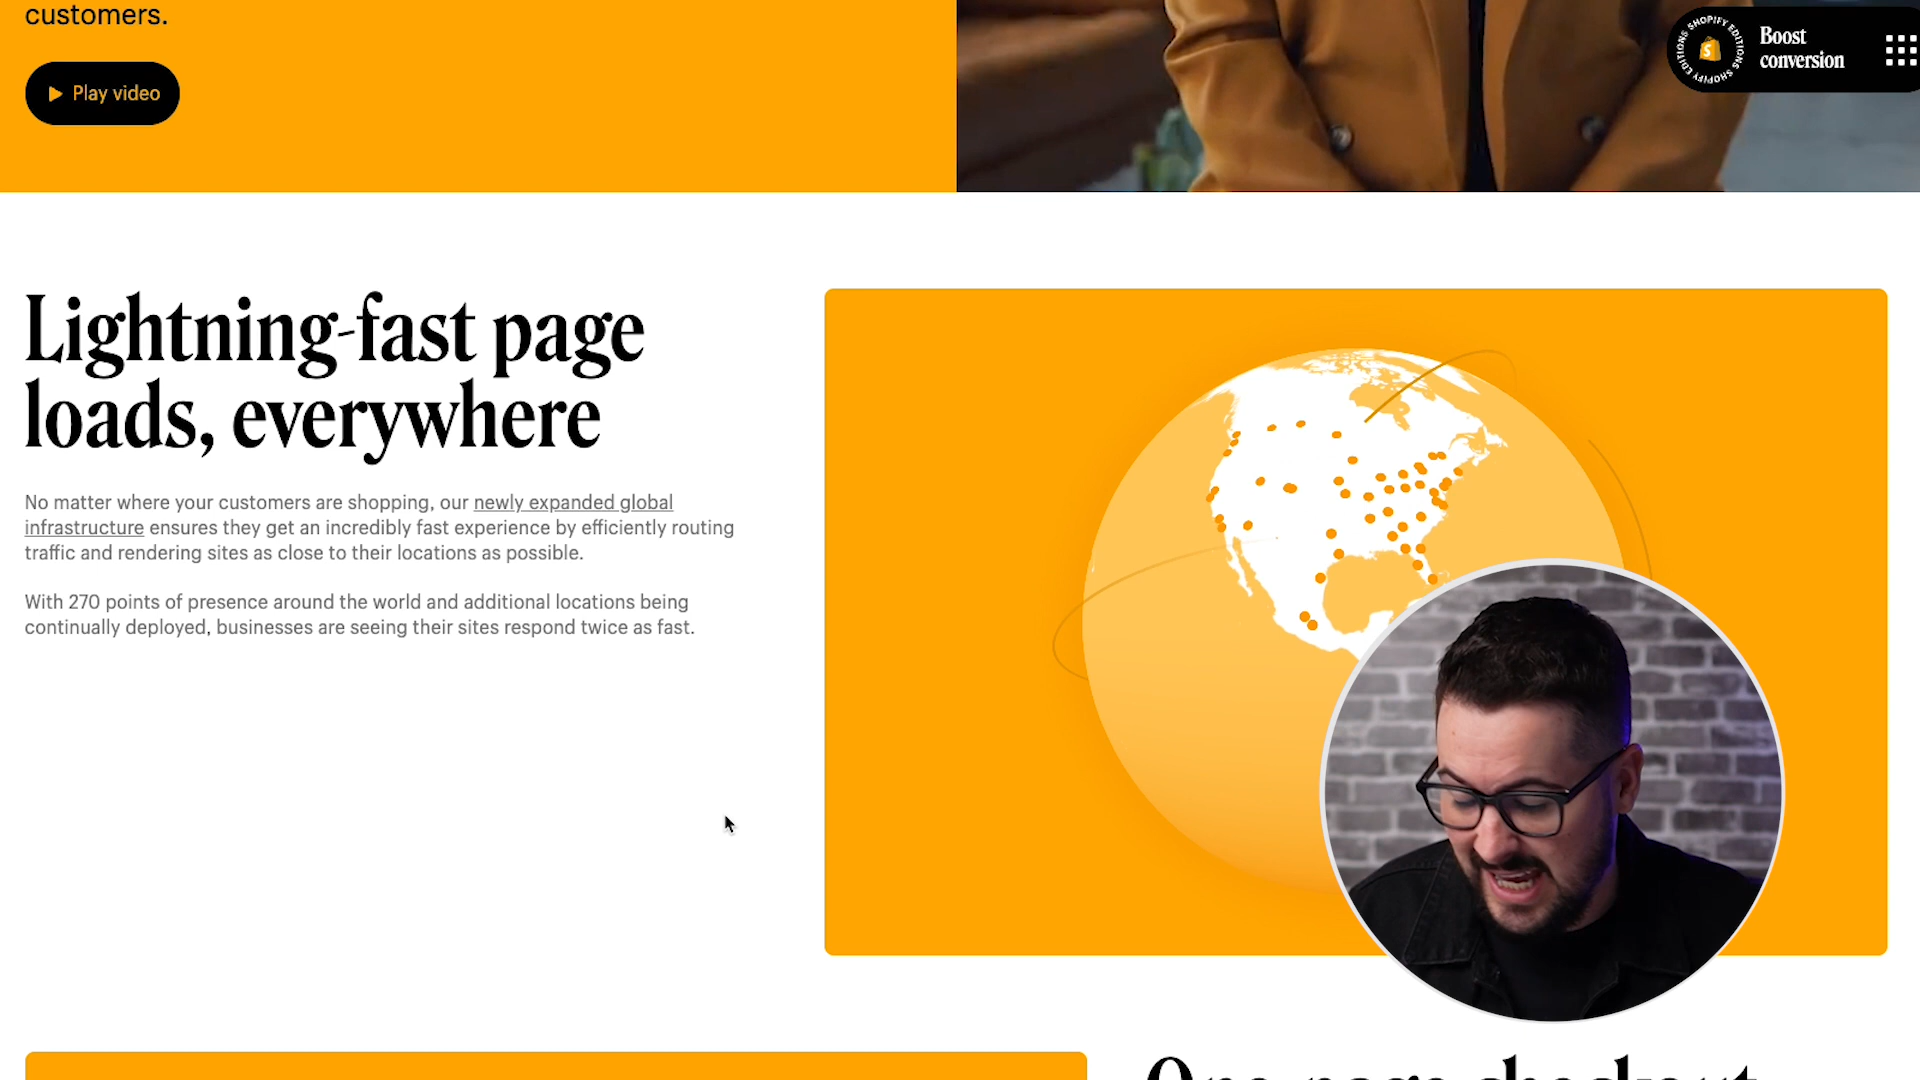 customers.
Play video
SHOPIFY EDITIONS SHOPIFY EDITIONS
Boost
conversion
Lightning-fast page
loads, everywhere
No matter where your customers are shopping, our newly expanded global
infrastructure ensures they get an incredibly fast experience by efficiently routing
traffic and rendering sites as close to their locations as possible.
With 270 points of presence around the world and additional locations being
continually deployed, businesses are seeing their sites respond twice as fast.
One-page checkout